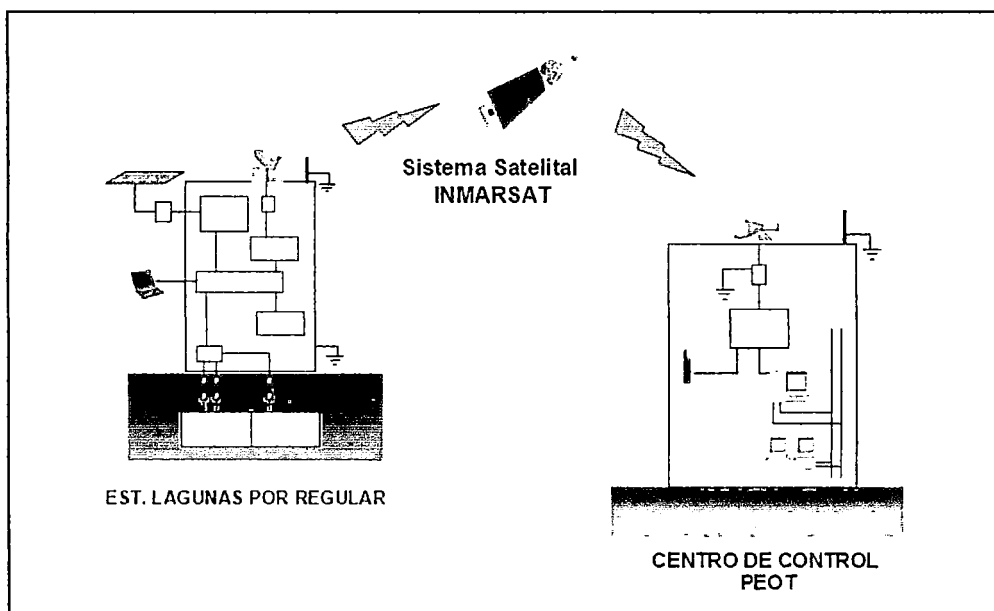 Sistema Satelital
INMARSAT
EST. LAGUNAS POR REGULAR
CENTRO DE CONTROL
PEOT